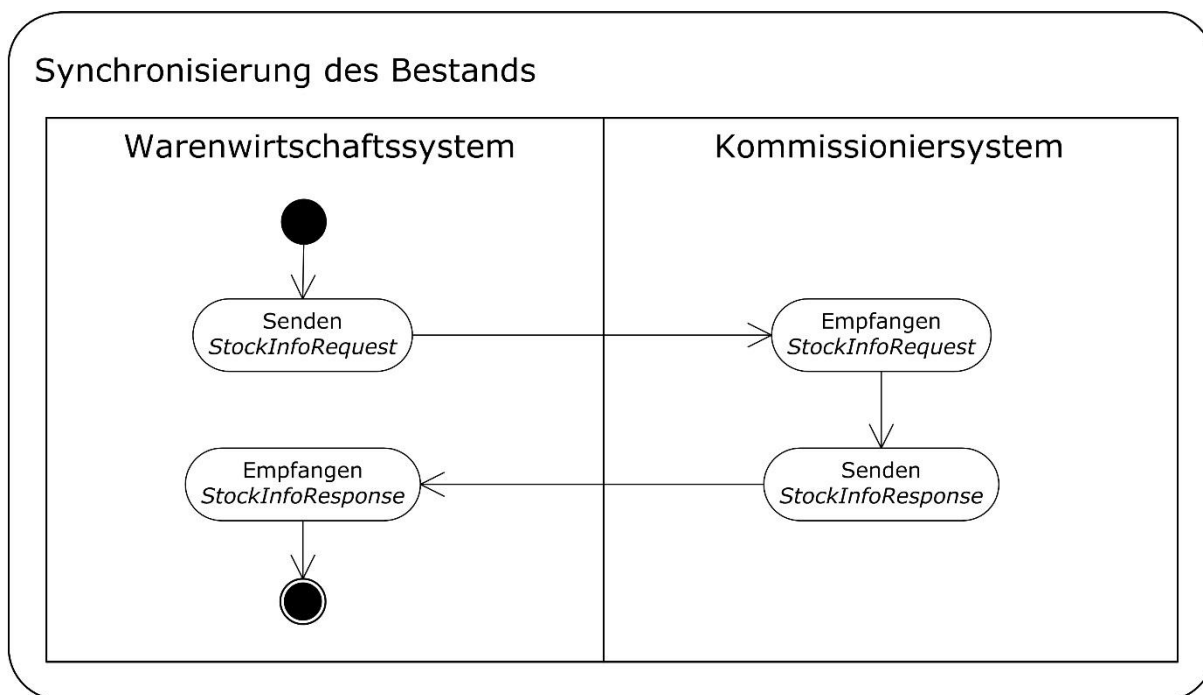 Synchronisierung des Bestands
Warenwirtschaftssystem
Kommissioniersystem
Senden
StockInfoRequest
Empfangen
StockInfoRequest
Empfangen
StockInfoResponse
Senden
StockInfoResponse